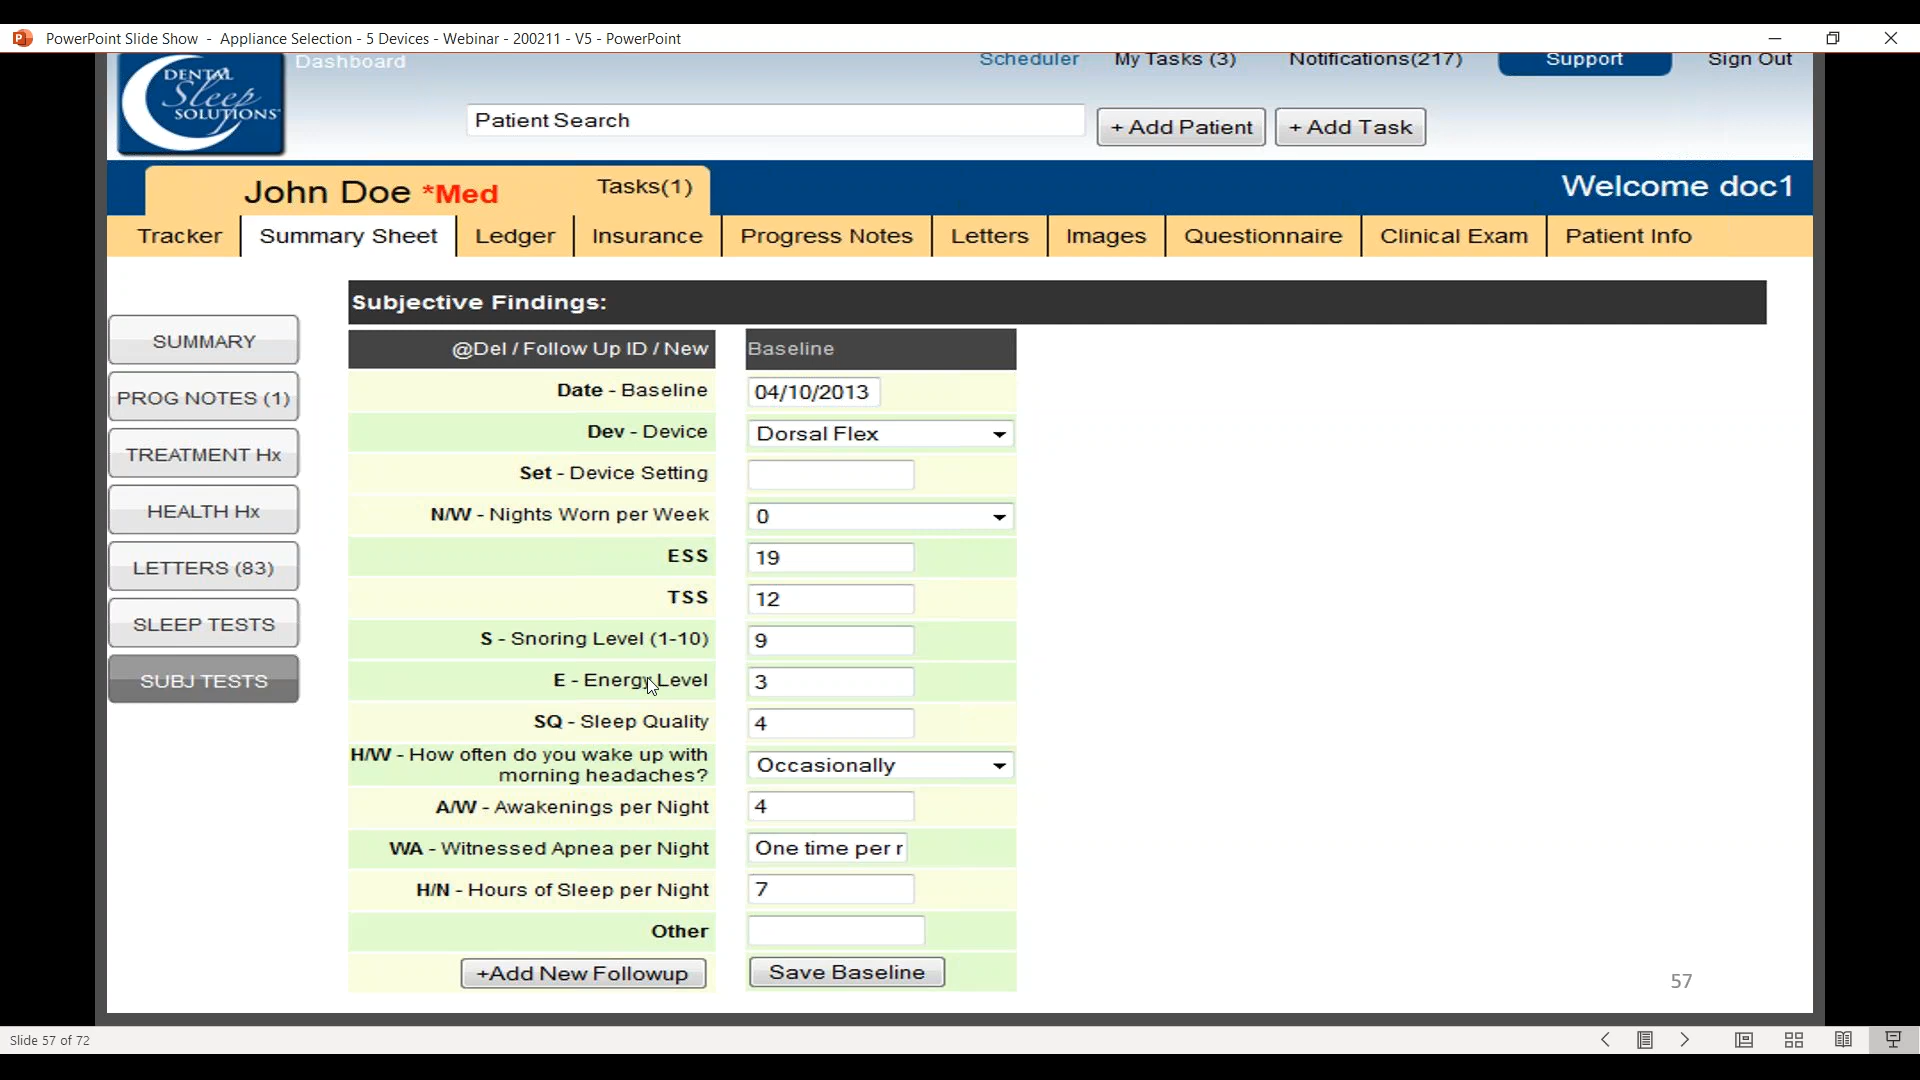 PowerPoint Slide Show - Appliance Selection - 5 Devices - Webinar - 200211 - V5 - PowerPoint
Dashboard
Scheduler My Tasks (3) Notifications(217) Support Sign Out
DENTAL
Sleep
SOLUTIONS
Patient Search
+ Add Patient + Add Task
John Doe *Med Tasks(1)
Welcome doc1
Tracker Summary Sheet Ledger Insurance Progress Notes Letters Images Questionnaire Clinical Exam Patient Info
SUMMARY
PROG NOTES (1)
TREATMENT Hx
HEALTH Hx
LETTERS (83)
SLEEP TESTS
SUBJ TESTS
Subjective Findings:
@Del / Follow Up ID / New Baseline
Date - Baseline 04/10/2013
Dev - Device Dorsal Flex
Set - Device Setting
N/W - Nights Worn per Week 0
ESS 19
TSS 12
S - Snoring Level (1-10) 9
E - Energy Level 3
SQ - Sleep Quality 4
H/W - How often do you wake up with
morning headaches? Occasionally
A/W - Awakenings per Night 4
WA - Witnessed Apnea per Night One time per r
H/N - Hours of Sleep per Night 7
Other
+Add New Followup Save Baseline
57
Slide 57 of 72